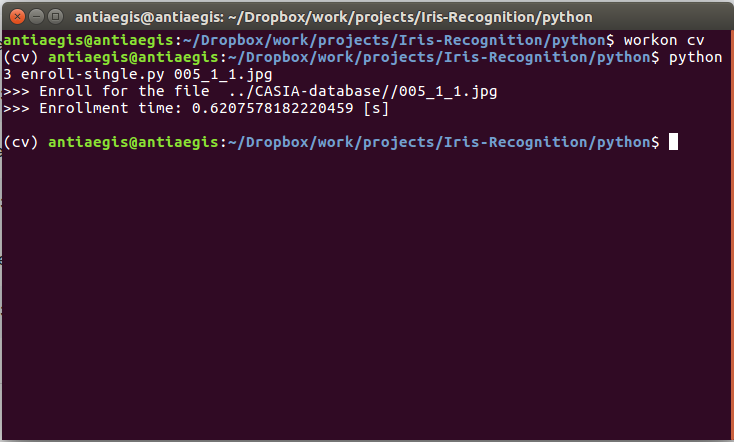 antiaegis@antiaegis: ~/Dropbox/work/projects/Iris-Recognition/python
antiaegis@antiaegis:~/Dropbox/work/projects/Iris-Recognition/python$ workon cv
(cv) antiaegis@antiaegis:~/Dropbox/work/projects/Iris-Recognition/python$ python
3 enroll-single.py 005_1_1.jpg
>>> Enroll for the file  ../CASIA-database//005_1_1.jpg
>>> Enrollment time: 0.6207578182220459 [s]
(cv) antiaegis@antiaegis:~/Dropbox/work/projects/Iris-Recognition/python$